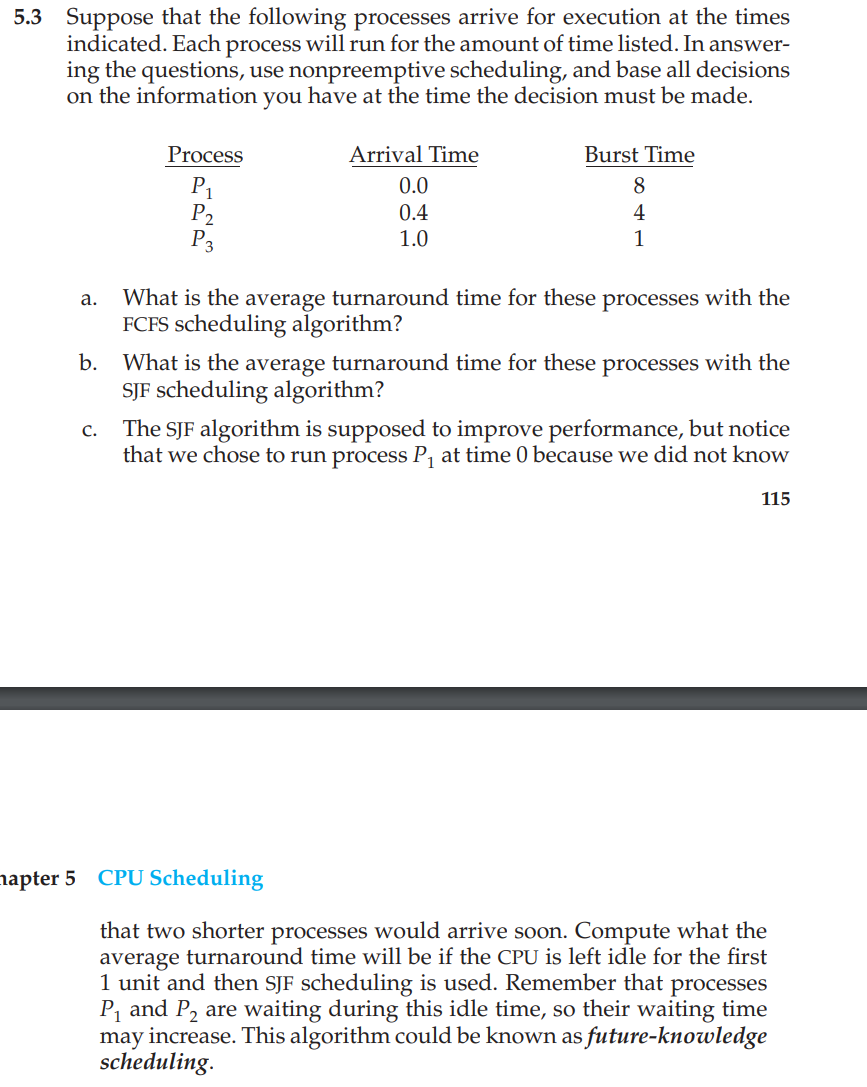 5.3 Suppose that the following processes arrive for execution at the times
indicated. Each process will run for the amount of time listed. In answer-
ing the questions, use nonpreemptive scheduling, and base all decisions
on the information you have at the time the decision must be made.
Process Arrival Time Burst Time
P1 0.0 8
P2 0.4 4
P3 1.0 1
a. What is the average turnaround time for these processes with the
FCFS scheduling algorithm?
b. What is the average turnaround time for these processes with the
SJF scheduling algorithm?
c. The SJF algorithm is supposed to improve performance, but notice
that we chose to run process P1 at time 0 because we did not know
115
hapter 5 CPU Scheduling
that two shorter processes would arrive soon. Compute what the
average turnaround time will be if the CPU is left idle for the first
1 unit and then SJF scheduling is used. Remember that processes
P1 and P2 are waiting during this idle time, so their waiting time
may increase. This algorithm could be known as future-knowledge
scheduling.